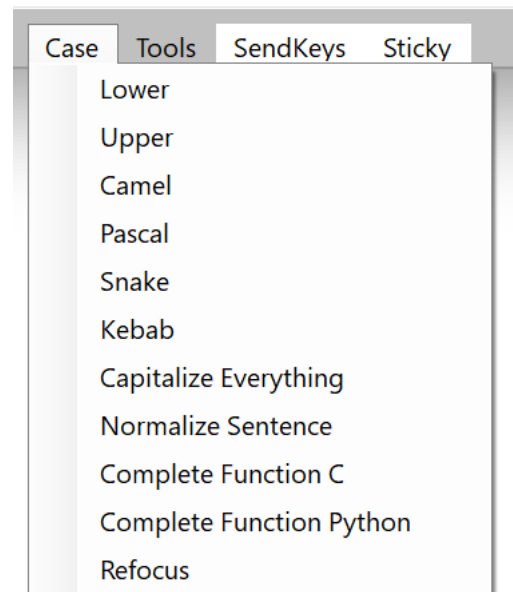 Case Tools SendKeys Sticky
Lower
Upper
Camel
Pascal
Snake
Kebab
Capitalize Everything
Normalize Sentence
Complete Function C
Complete Function Python
Refocus